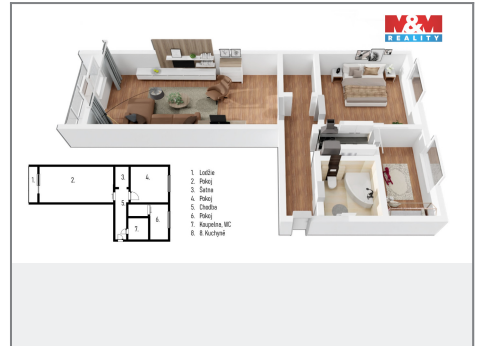 M&M
REALITY
1. Lodžie
2. Pokoj
3. Šatna
4. Pokoj
5. Chodba
6. Pokoj
7. Koupelna, WC
8. 8. Kuchyně
1.
2.
3.
4.
5.
6.
7.